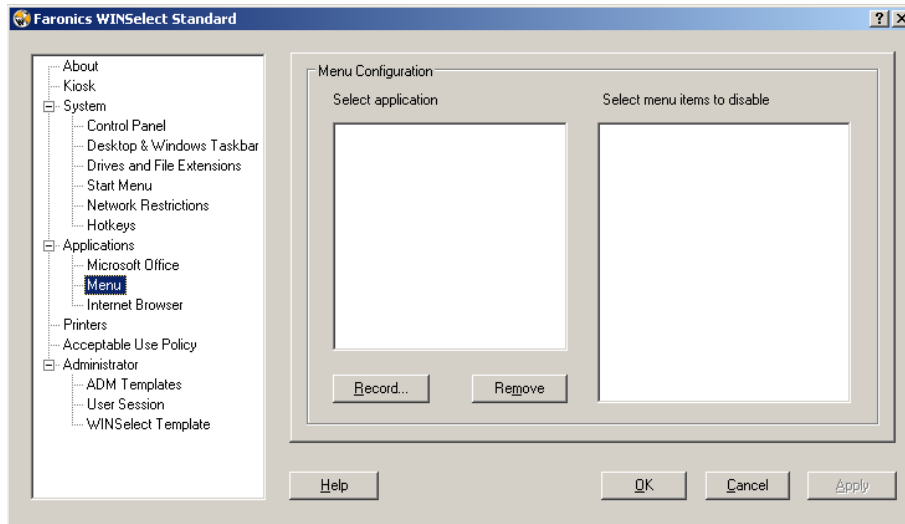 Faronics WINSelect Standard
About
Kiosk
System
Control Panel
Desktop & Windows Taskbar
Drives and File Extensions
Start Menu
Network Restrictions
Hotkeys
Applications
Microsoft Office
Menu
Internet Browser
Printers
Acceptable Use Policy
Administrator
ADM Templates
User Session
WINSelect Template
Menu Configuration
Select application
Select menu items to disable
Record...
Remove
Help
OK
Cancel
Apply